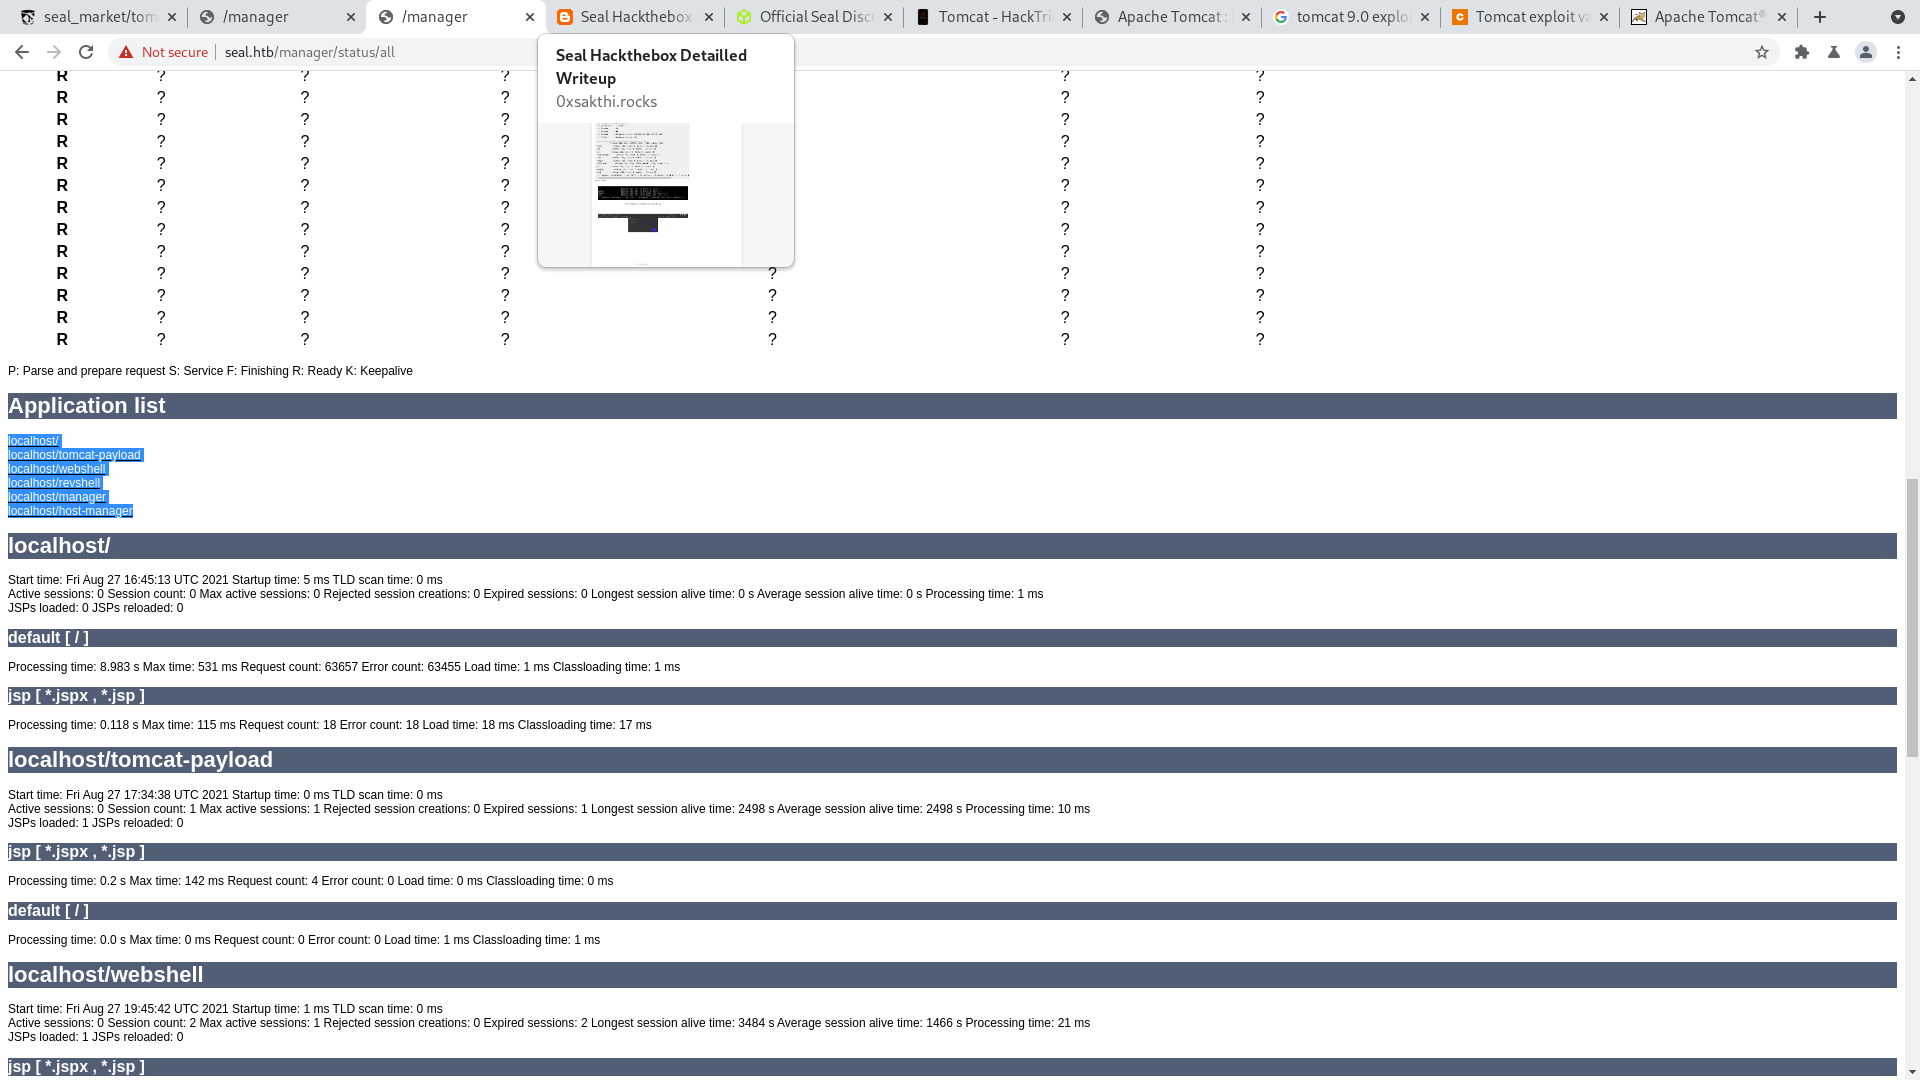 seal_market/tom
/manager
/manager
Seal Hackthebox
Official Seal Disc
Tomcat - HackTri
Apache Tomcat :
tomcat 9.0 explo
Tomcat exploit va
Apache Tomcat®
Not secure
seal.htb/manager/status/all
Seal Hackthebox Detailled
Writeup
0xsakthi.rocks
R ? ? ? ? ?
R ? ? ? ? ?
R ? ? ? ? ?
R ? ? ? ? ?
R ? ? ? ? ?
R ? ? ? ? ?
R ? ? ? ? ?
R ? ? ? ? ?
R ? ? ? ? ?
R ? ? ? ? ? ?
R ? ? ? ? ? ?
R ? ? ? ? ? ?
R ? ? ? ? ? ?
P: Parse and prepare request S: Service F: Finishing R: Ready K: Keepalive
Application list
localhost/
localhost/tomcat-payload
localhost/webshell
localhost/revshell
localhost/manager
localhost/host-manager
localhost/
Start time: Fri Aug 27 16:45:13 UTC 2021 Startup time: 5 ms TLD scan time: 0 ms
Active sessions: 0 Session count: 0 Max active sessions: 0 Rejected session creations: 0 Expired sessions: 0 Longest session alive time: 0 s Average session alive time: 0 s Processing time: 1 ms
JSPs loaded: 0 JSPs reloaded: 0
default [ / ]
Processing time: 8.983 s Max time: 531 ms Request count: 63657 Error count: 63455 Load time: 1 ms Classloading time: 1 ms
jsp [ *.jspx , *.jsp ]
Processing time: 0.118 s Max time: 115 ms Request count: 18 Error count: 18 Load time: 18 ms Classloading time: 17 ms
localhost/tomcat-payload
Start time: Fri Aug 27 17:34:38 UTC 2021 Startup time: 0 ms TLD scan time: 0 ms
Active sessions: 0 Session count: 1 Max active sessions: 1 Rejected session creations: 0 Expired sessions: 1 Longest session alive time: 2498 s Average session alive time: 2498 s Processing time: 10 ms
JSPs loaded: 1 JSPs reloaded: 0
jsp [ *.jspx , *.jsp ]
Processing time: 0.2 s Max time: 142 ms Request count: 4 Error count: 0 Load time: 0 ms Classloading time: 0 ms
default [ / ]
Processing time: 0.0 s Max time: 0 ms Request count: 0 Error count: 0 Load time: 1 ms Classloading time: 1 ms
localhost/webshell
Start time: Fri Aug 27 19:45:42 UTC 2021 Startup time: 1 ms TLD scan time: 0 ms
Active sessions: 0 Session count: 2 Max active sessions: 1 Rejected session creations: 0 Expired sessions: 2 Longest session alive time: 3484 s Average session alive time: 1466 s Processing time: 21 ms
JSPs loaded: 1 JSPs reloaded: 0
jsp [ *.jspx , *.jsp ]